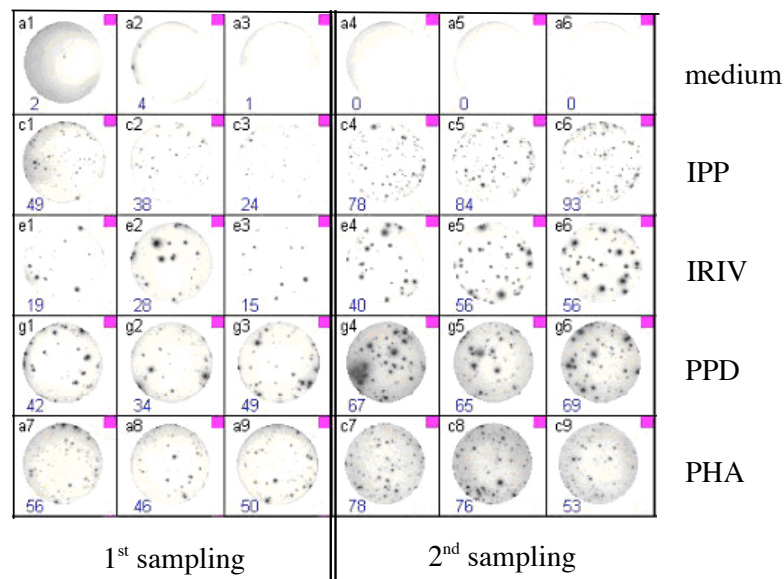 a1 a2 a3 a4 a5 a6
medium
2 4 1 0 0 0
c1 c2 c3 c4 c5 c6
IPP
49 38 24 78 84 93
e1 e2 e3 e4 e5 e6
IRIV
19 28 15 40 56 56
g1 g2 g3 g4 g5 g6
PPD
42 34 49 67 65 69
a7 a8 a9 c7 c8 c9
PHA
56 46 50 78 76 53
1st sampling 2nd sampling